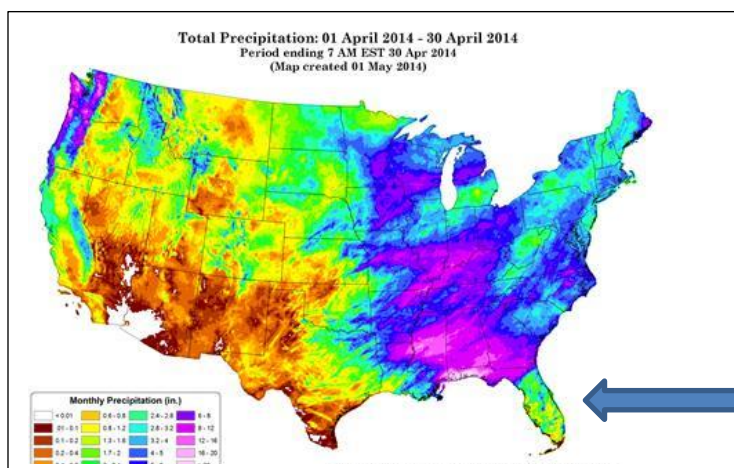 Total Precipitation: 01 April 2014 - 30 April 2014
Period ending 7 AM EST 30 Apr 2014
(Map created 01 May 2014)
Monthly Precipitation (in.)
< 0.01 0.6 - 0.8 2.4 - 2.8 6 - 8
.01 - 0.1 0.8 - 1.2 2.8 - 3.2 8 - 12
0.1 - 0.2 1.2 - 1.6 3.2 - 4 12 - 16
0.2 - 0.4 1.7 - 2 4 - 5 16 - 20